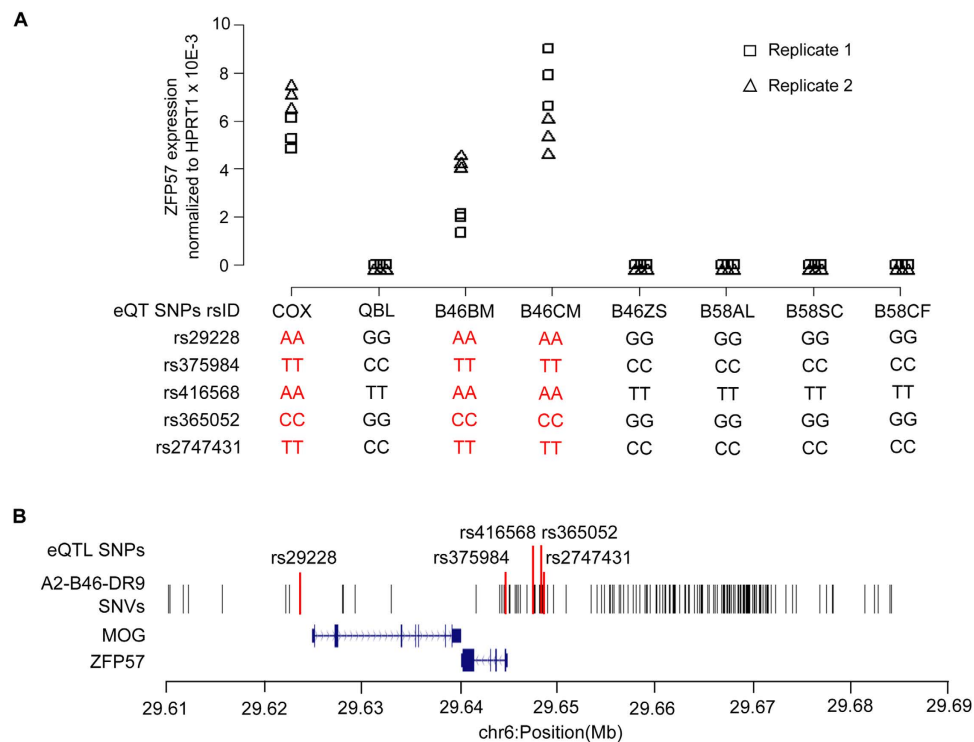 A
10
8
6
4
2
0
ZFP57 expression
normalized to HPRT1 x 10E-3
Replicate 1
Replicate 2
eQT SNPs rsID COX QBL B46BM B46CM B46ZS B58AL B58SC B58CF
rs29228 AA GG AA AA GG GG GG GG
rs375984 TT CC TT TT CC CC CC CC
rs416568 AA TT AA AA TT TT TT TT
rs365052 CC GG CC CC GG GG GG GG
rs2747431 TT CC TT TT CC CC CC CC
B
rs416568 rs365052
eQTL SNPs
rs29228 rs375984 rs2747431
A2-B46-DR9
SNVs
MOG
ZFP57
29.61 29.62 29.63 29.64 29.65 29.66 29.67 29.68 29.69
chr6:Position(Mb)